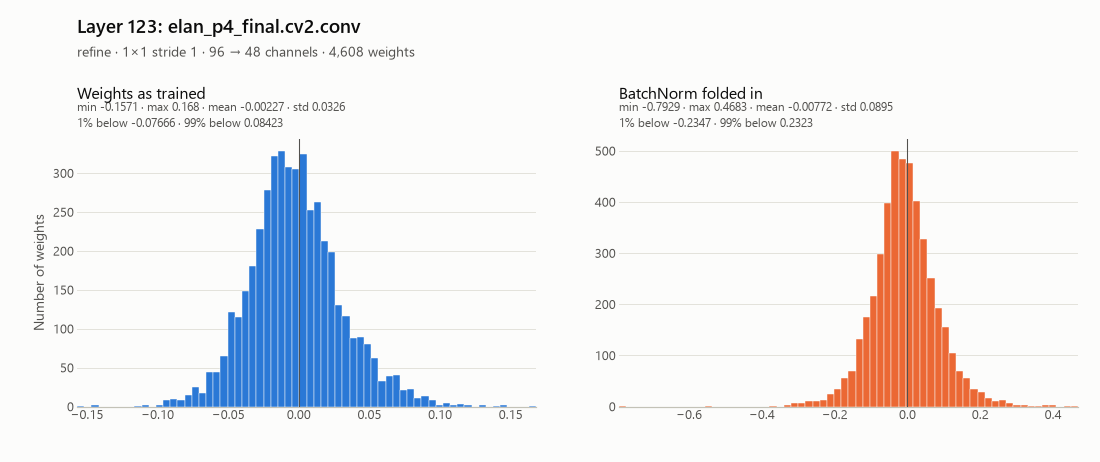 Layer 123: elan_p4_final.cv2.conv
refine · 1×1 stride 1 · 96 → 48 channels · 4,608 weights
Weights as trained
min -0.1571 · max 0.168 · mean -0.00227 · std 0.0326
1% below -0.07666 · 99% below 0.08423
Number of weights
300
250
200
150
100
50
0
−0.15
−0.10
−0.05
0.00
0.05
0.10
0.15
BatchNorm folded in
min -0.7929 · max 0.4683 · mean -0.00772 · std 0.0895
1% below -0.2347 · 99% below 0.2323
500
400
300
200
100
0
−0.6
−0.4
−0.2
0.0
0.2
0.4